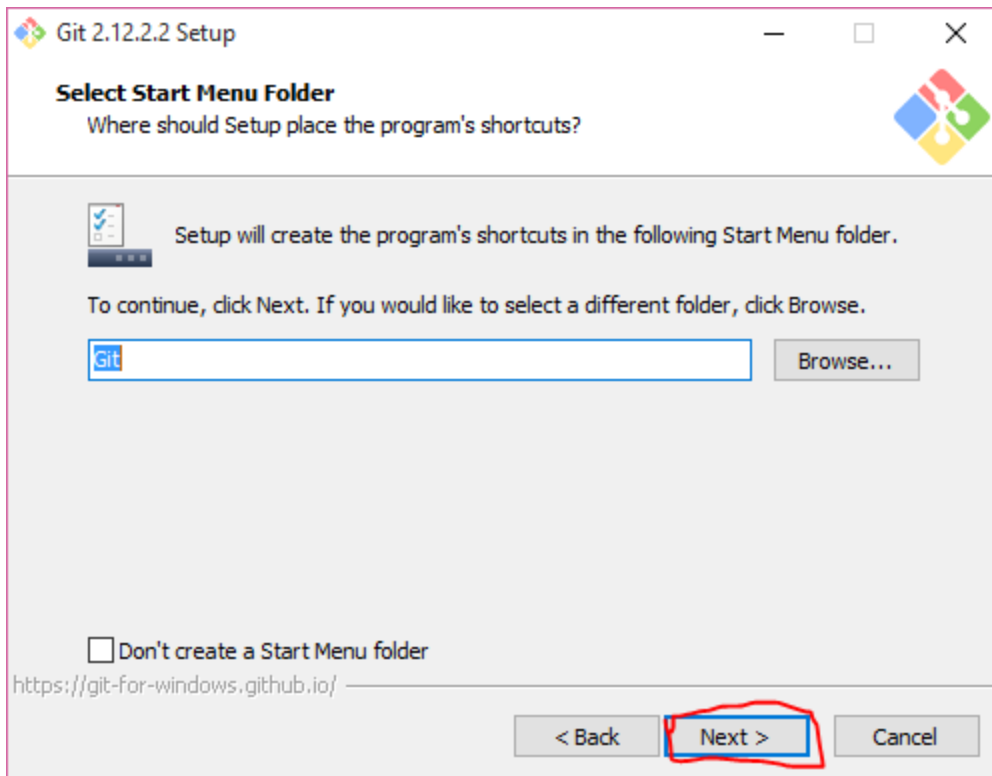 Git 2.12.2.2 Setup
Select Start Menu Folder
Where should Setup place the program's shortcuts?
Setup will create the program's shortcuts in the following Start Menu folder.
To continue, click Next. If you would like to select a different folder, click Browse.
Git
Browse...
Don't create a Start Menu folder
https://git-for-windows.github.io/
< Back
Next >
Cancel